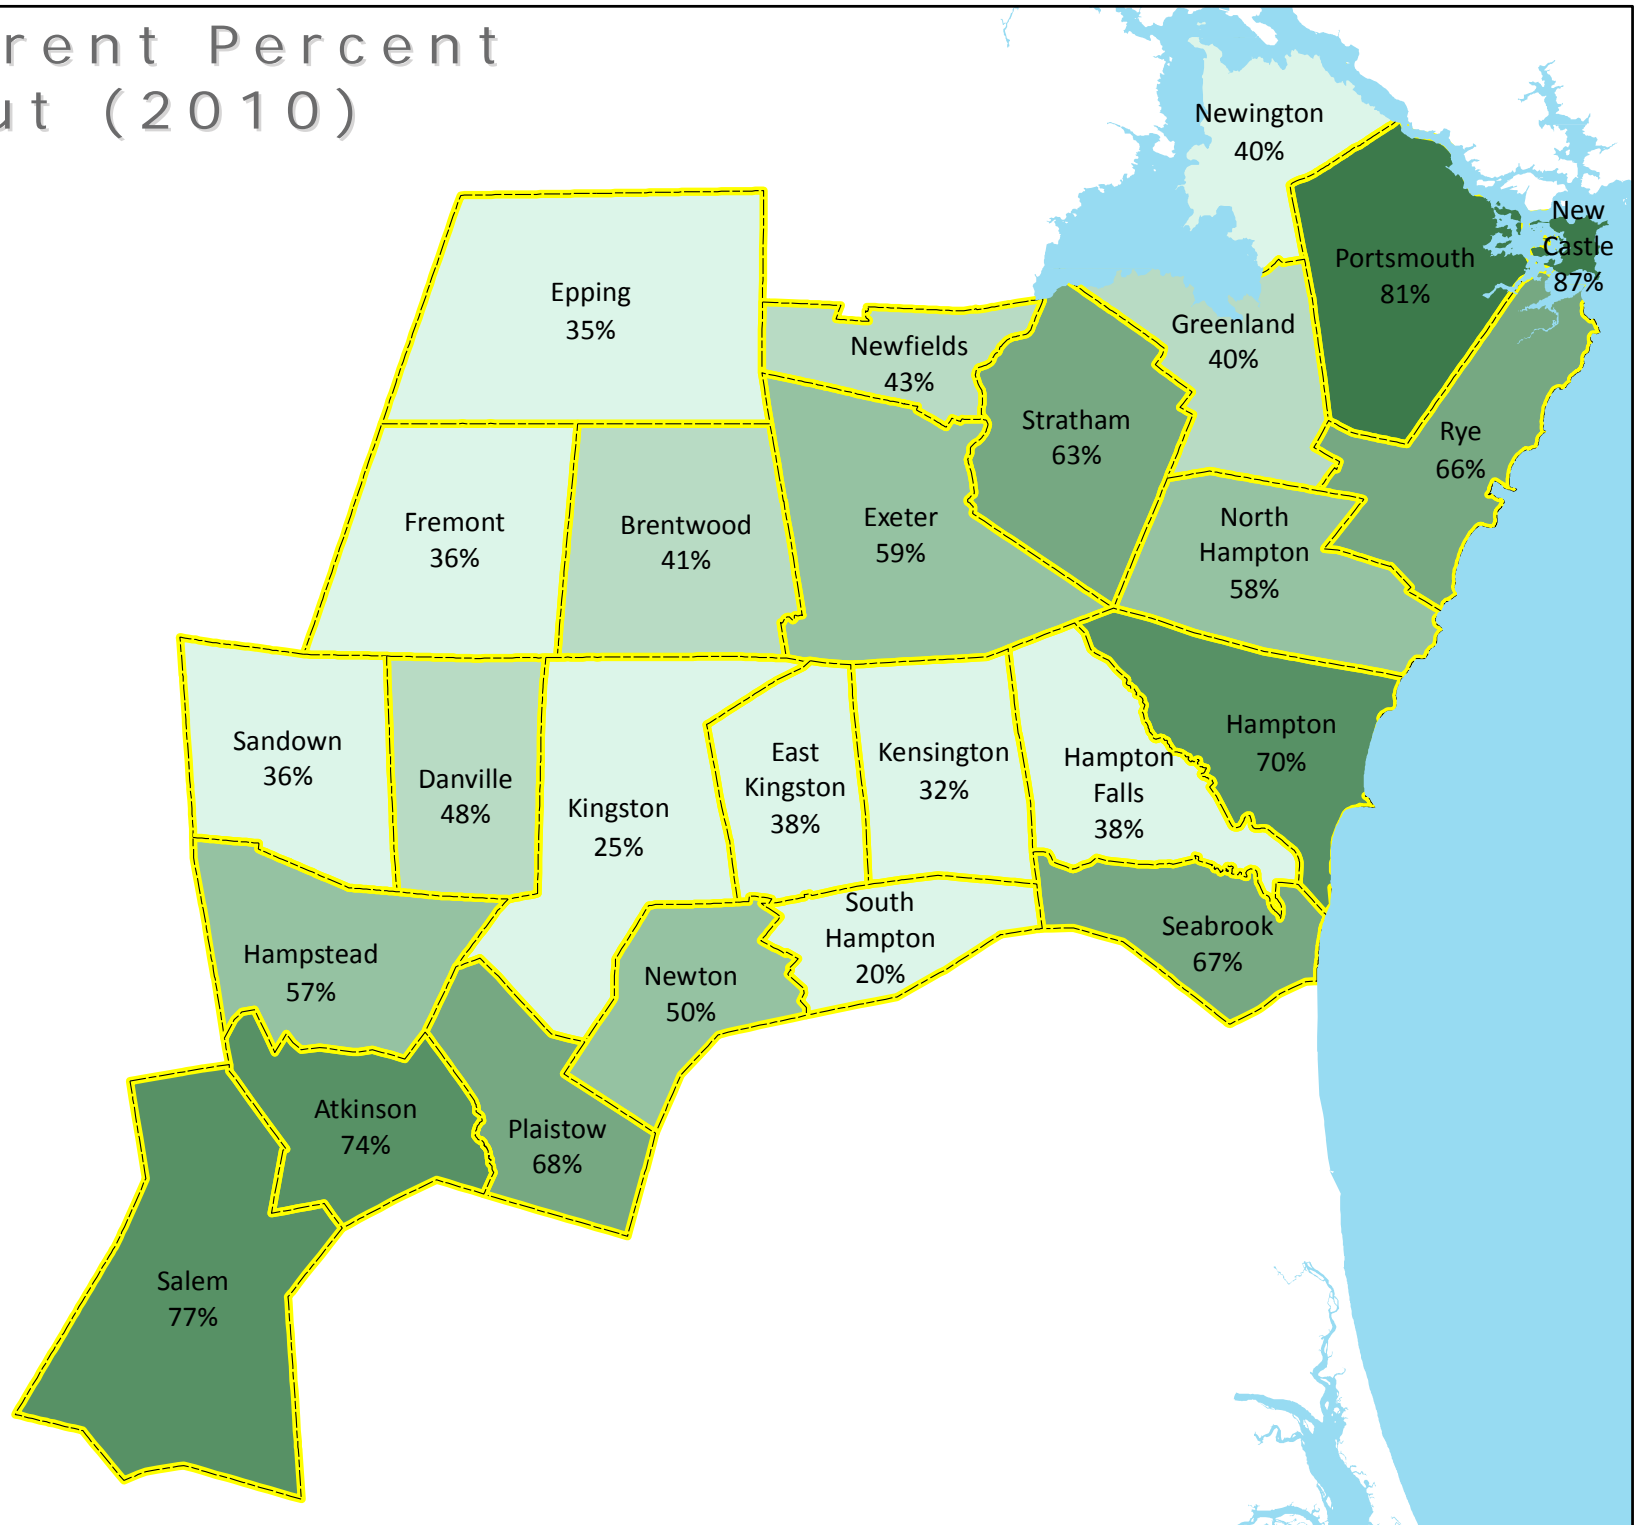 rent Percent
ut (2010)
Newington
40%
New
Castle
87%
Portsmouth
81%
Epping
35%
Greenland
40%
Newfields
43%
Stratham
63%
Rye
66%
Fremont
36%
Brentwood
41%
Exeter
59%
North
Hampton
58%
Sandown
36%
Danville
48%
Kingston
25%
East
Kingston
38%
Kensington
32%
Hampton
Falls
38%
Hampton
70%
Hampstead
57%
Newton
50%
South
Hampton
20%
Seabrook
67%
Atkinson
74%
Plaistow
68%
Salem
77%